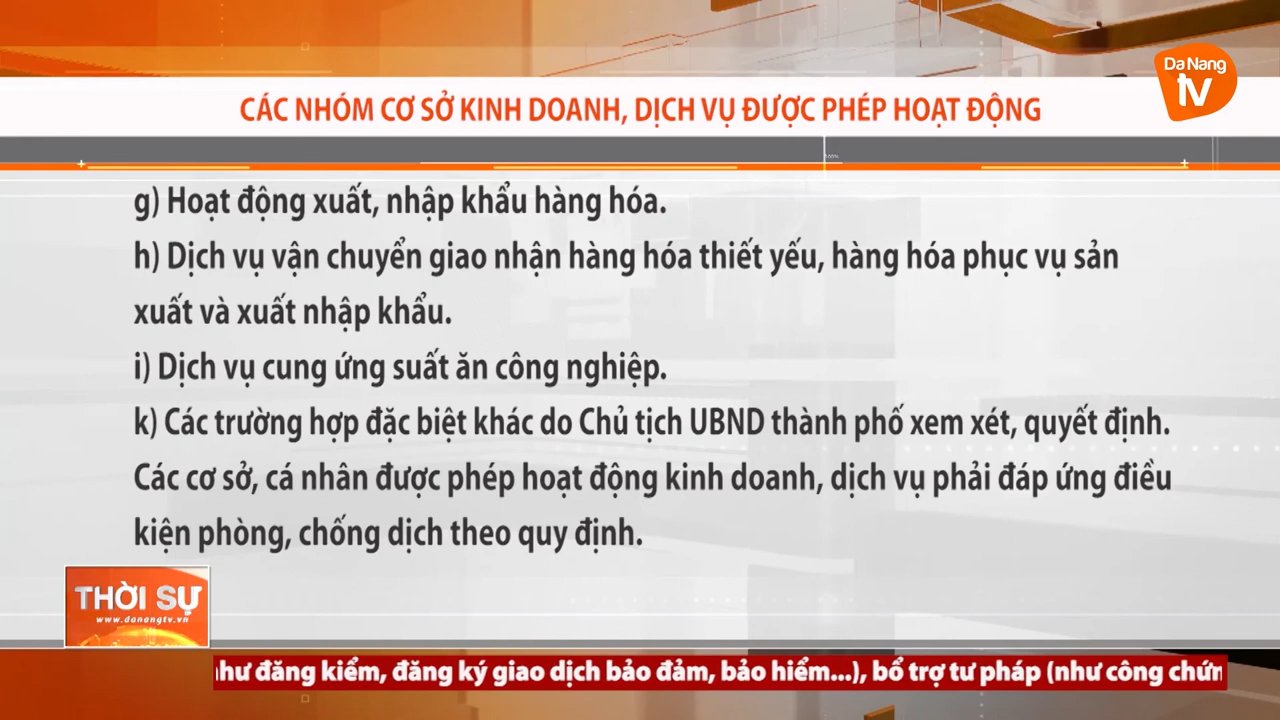 Da Nang
tv
CÁC NHÓM CƠ SỞ KINH DOANH, DỊCH VỤ ĐƯỢC PHÉP HOẠT ĐỘNG
100%
g) Hoạt động xuất, nhập khẩu hàng hóa.
h) Dịch vụ vận chuyển giao nhận hàng hóa thiết yếu, hàng hóa phục vụ sản
xuất và xuất nhập khẩu.
i) Dịch vụ cung ứng suất ăn công nghiệp.
k) Các trường hợp đặc biệt khác do Chủ tịch UBND thành phố xem xét, quyết định.
Các cơ sở, cá nhân được phép hoạt động kinh doanh, dịch vụ phải đáp ứng điều
kiện phòng, chống dịch theo quy định.
THỜI SỰ
www.danangtv.vn
như đăng kiểm, đăng ký giao dịch bảo đảm, bảo hiểm...), bổ trợ tư pháp (như công chứn